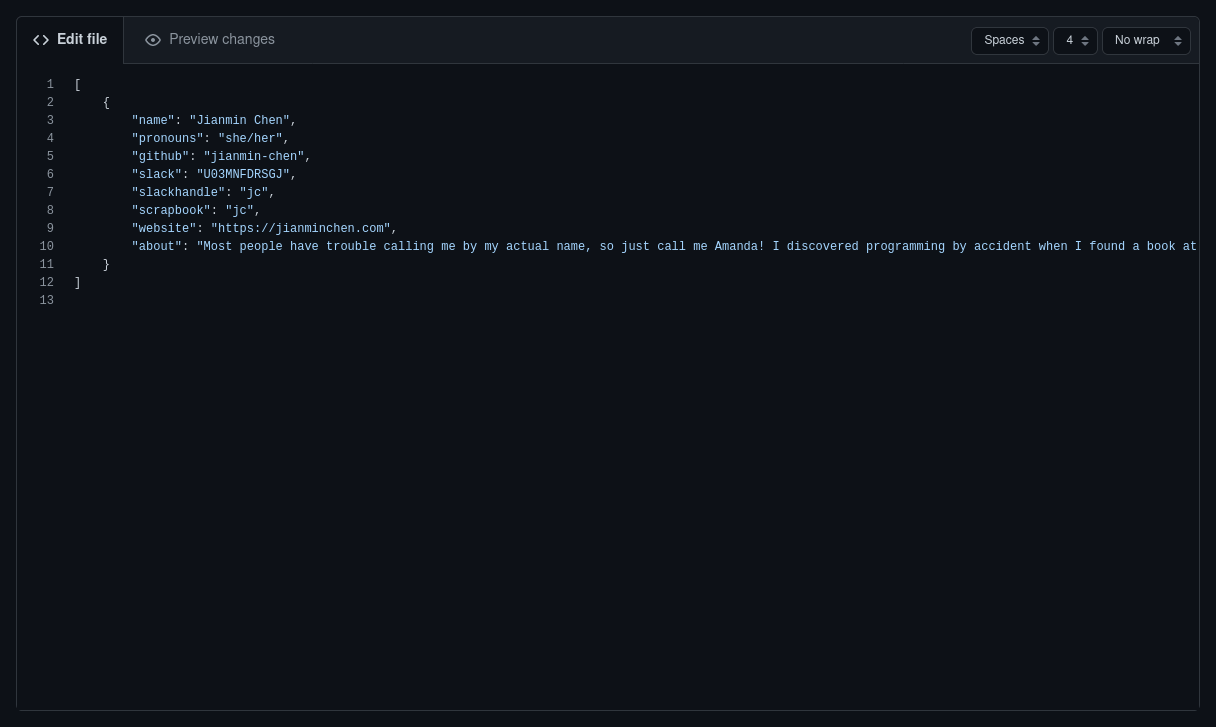 Edit file Preview changes Spaces 4 No wrap
1 [
2     {
3         "name": "Jianmin Chen",
4         "pronouns": "she/her",
5         "github": "jianmin-chen",
6         "slack": "U03MNFDRSGJ",
7         "slackhandle": "jc",
8         "scrapbook": "jc",
9         "website": "https://jianminchen.com",
10         "about": "Most people have trouble calling me by my actual name, so just call me Amanda! I discovered programming by accident when I found a book at
11     }
12 ]
13